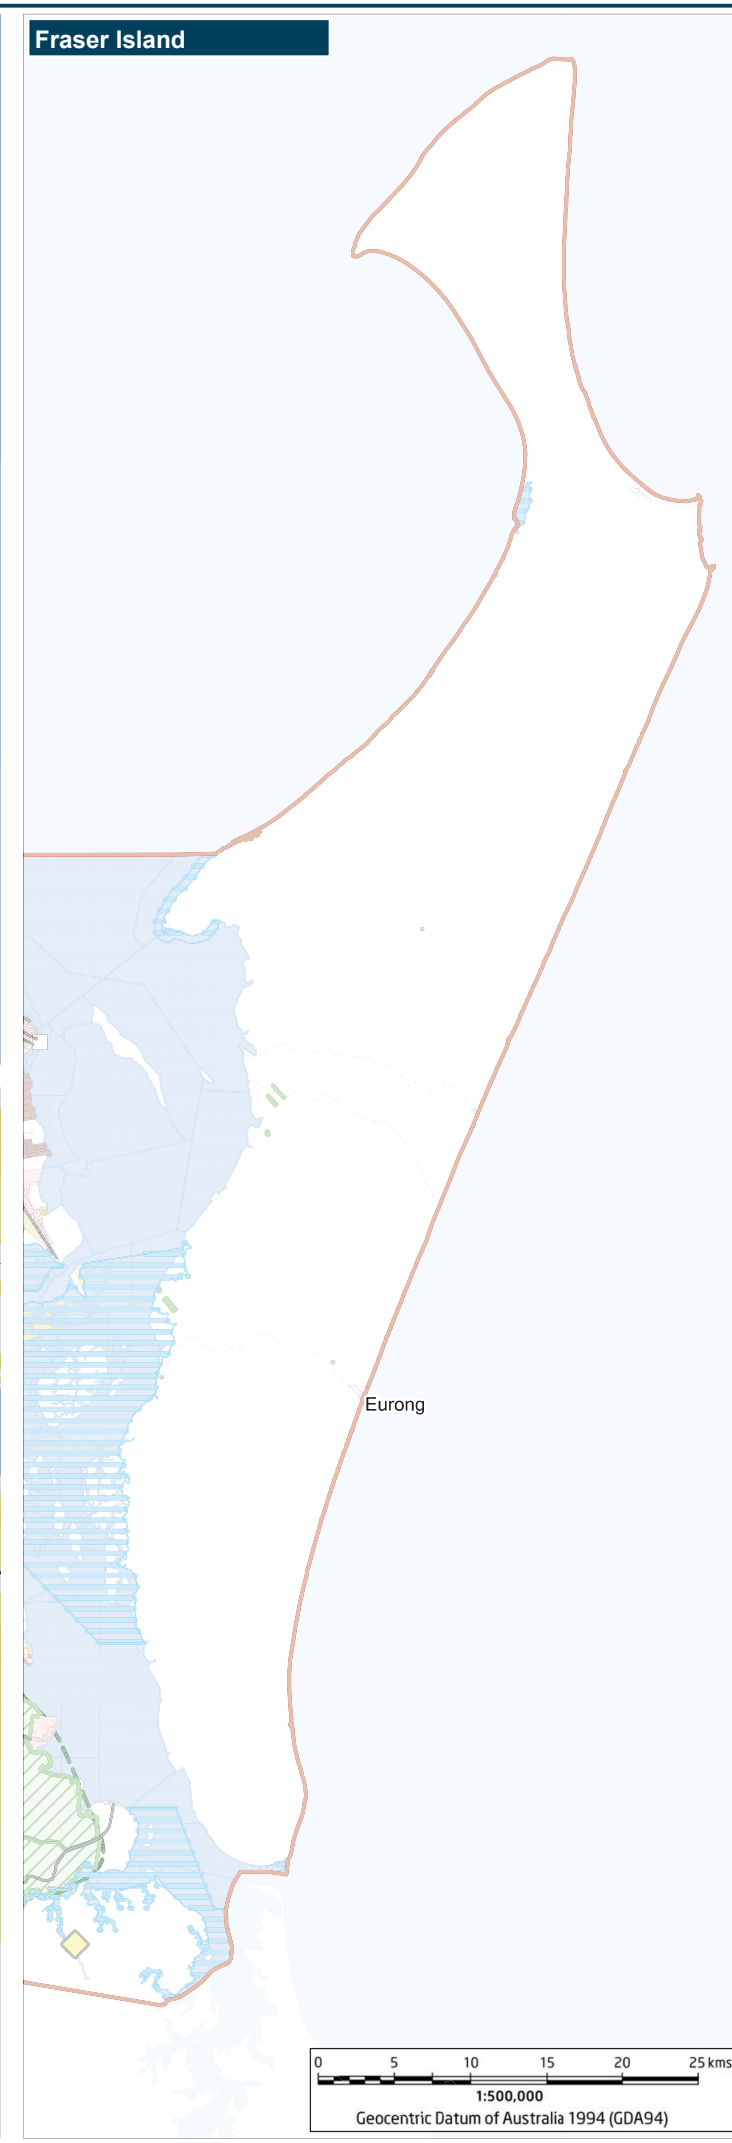 Fraser Island
Eurong
0 5 10 15 20 25 kms
1:500,000
Geocentric Datum of Australia 1994 (GDA94)